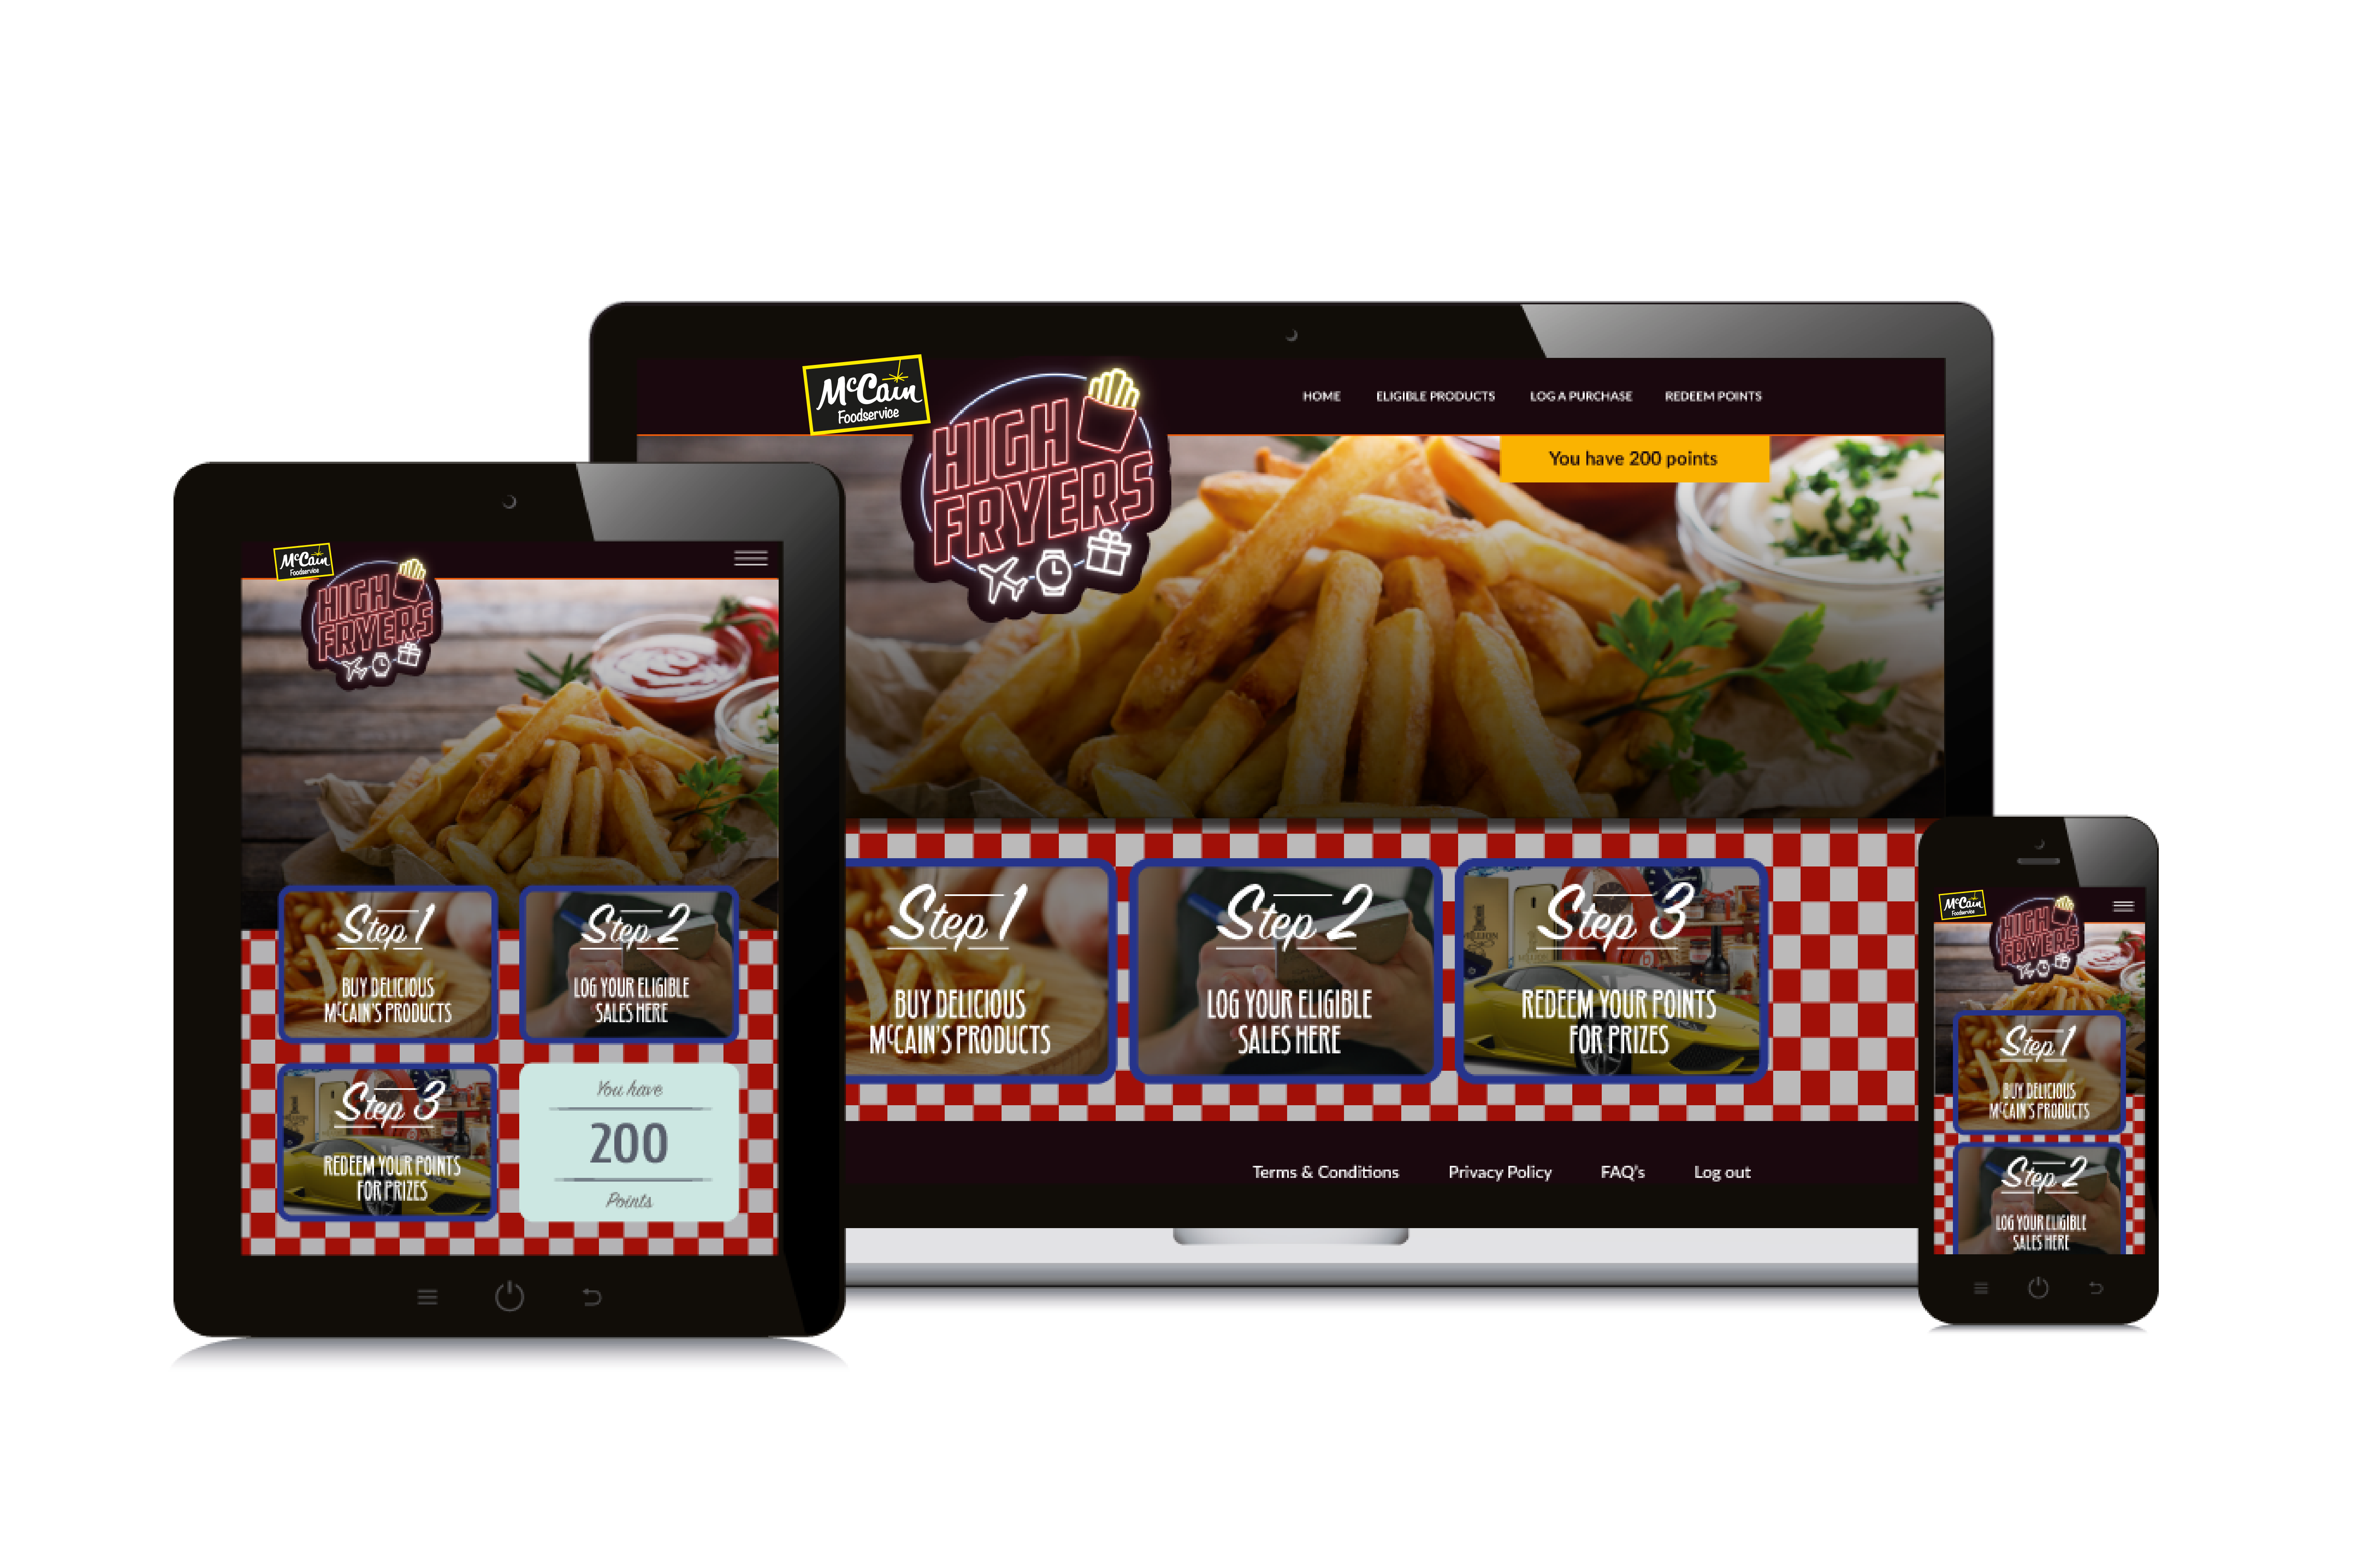 McCain
Foodservice
HIGH
FRYERS
HOME ELIGIBLE PRODUCTS LOG A PURCHASE REDEEM POINTS
You have 200 points
Step 1
BUY DELICIOUS
McCAIN'S PRODUCTS
Step 2
LOG YOUR ELIGIBLE
SALES HERE
Step 3
REDEEM YOUR POINTS
FOR PRIZES
Terms & Conditions Privacy Policy FAQ's Log out
McCain
Foodservice
HIGH
FRYERS
Step 1
BUY DELICIOUS
McCAIN'S PRODUCTS
Step 2
LOG YOUR ELIGIBLE
SALES HERE
Step 3
REDEEM YOUR POINTS
FOR PRIZES
You have
200
Points
McCain
Foodservice
HIGH
FRYERS
Step 1
BUY DELICIOUS
McCAIN'S PRODUCTS
Step 2
LOG YOUR ELIGIBLE
SALES HERE